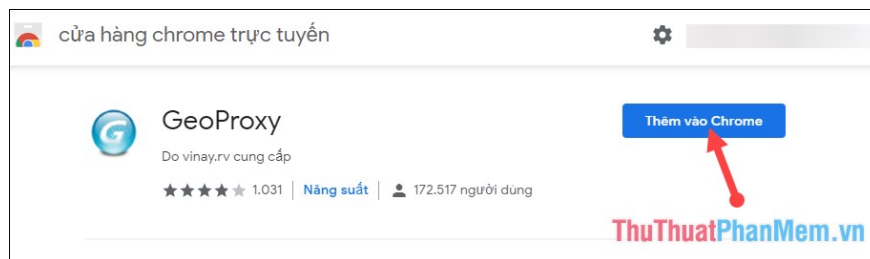 cửa hàng chrome trực tuyến
GeoProxy
Thêm vào Chrome
Do vinay.rv cung cấp
1.031 | Năng suất | 172.517 người dùng
ThuThuatPhanMem.vn